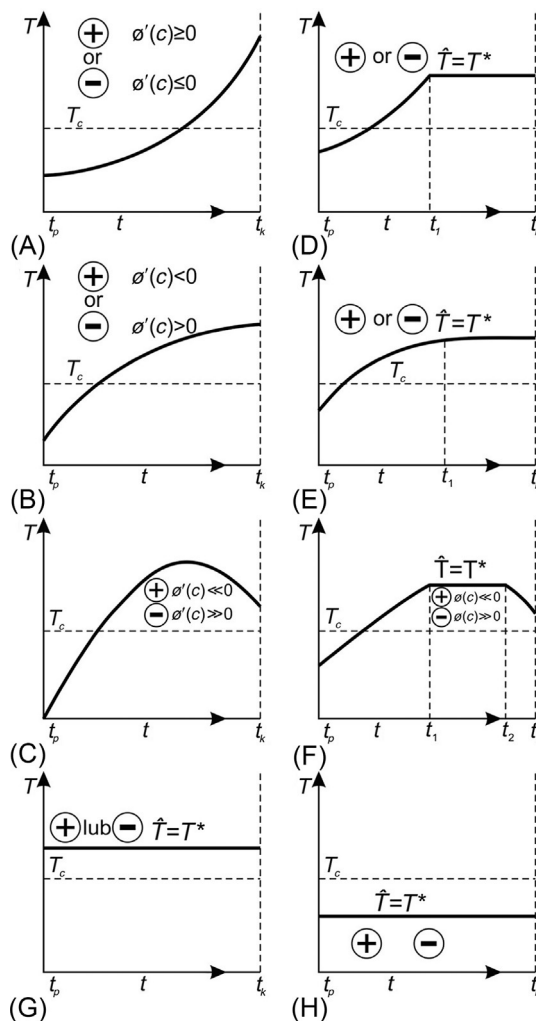 T
+ ø'(c)≥0
or
− ø'(c)≤0
T_c
t_p t t_k
(A)
+ or − T̂=T*
T_c
t_p t t_1 t
(D)
T
+ ø'(c)<0
or
− ø'(c)>0
T_c
t_p t t_k
(B)
T
+ or − T̂=T*
T_c
t_p t t_1 t
(E)
T
+ ø'(c)≪0
− ø'(c)≫0
T_c
t_p t t_k
(C)
T
T̂=T*
+ ø(c)≪0
− ø(c)≫0
T_c
t_p t t_1 t_2 t
(F)
T
+ lub − T̂=T*
T_c
t_p t t_k
(G)
T
T_c
T̂=T*
+ −
t_p t t
(H)